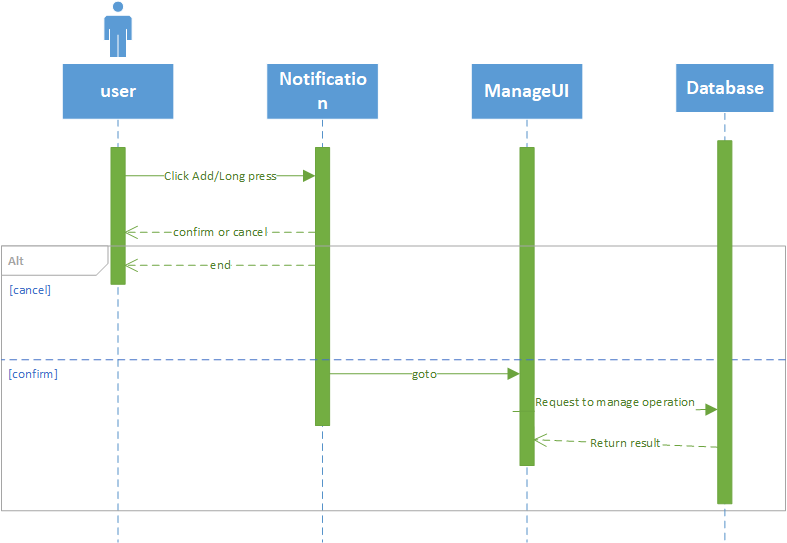 user
Notificatio
n
ManageUI
Database
Click Add/Long press
confirm or cancel
Alt
end
[cancel]
[confirm]
goto
Request to manage operation
Return result